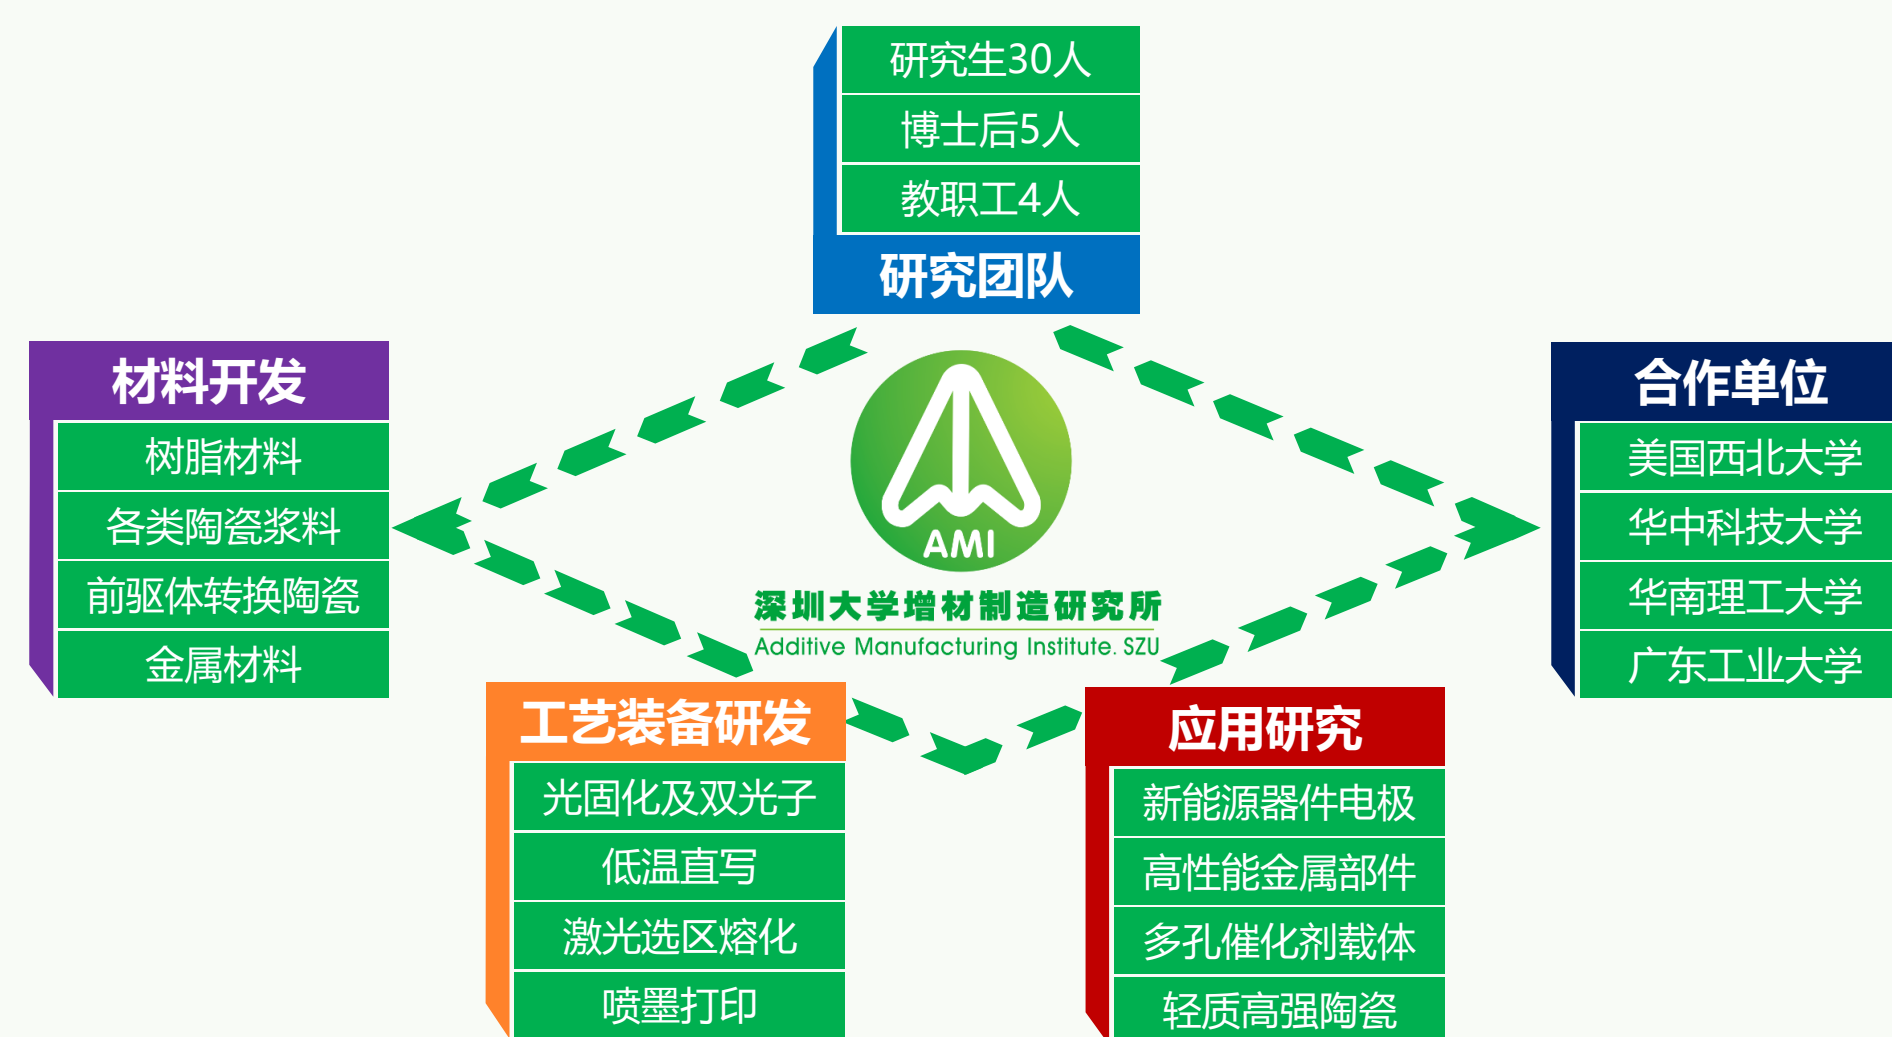 研究生30人
博士后5人
教职工4人
研究团队
材料开发
树脂材料
各类陶瓷浆料
前驱体转换陶瓷
金属材料
AMI
深圳大学增材制造研究所
Additive Manufacturing Institute. SZU
合作单位
美国西北大学
华中科技大学
华南理工大学
广东工业大学
工艺装备研发
光固化及双光子
低温直写
激光选区熔化
喷墨打印
应用研究
新能源器件电极
高性能金属部件
多孔催化剂载体
轻质高强陶瓷